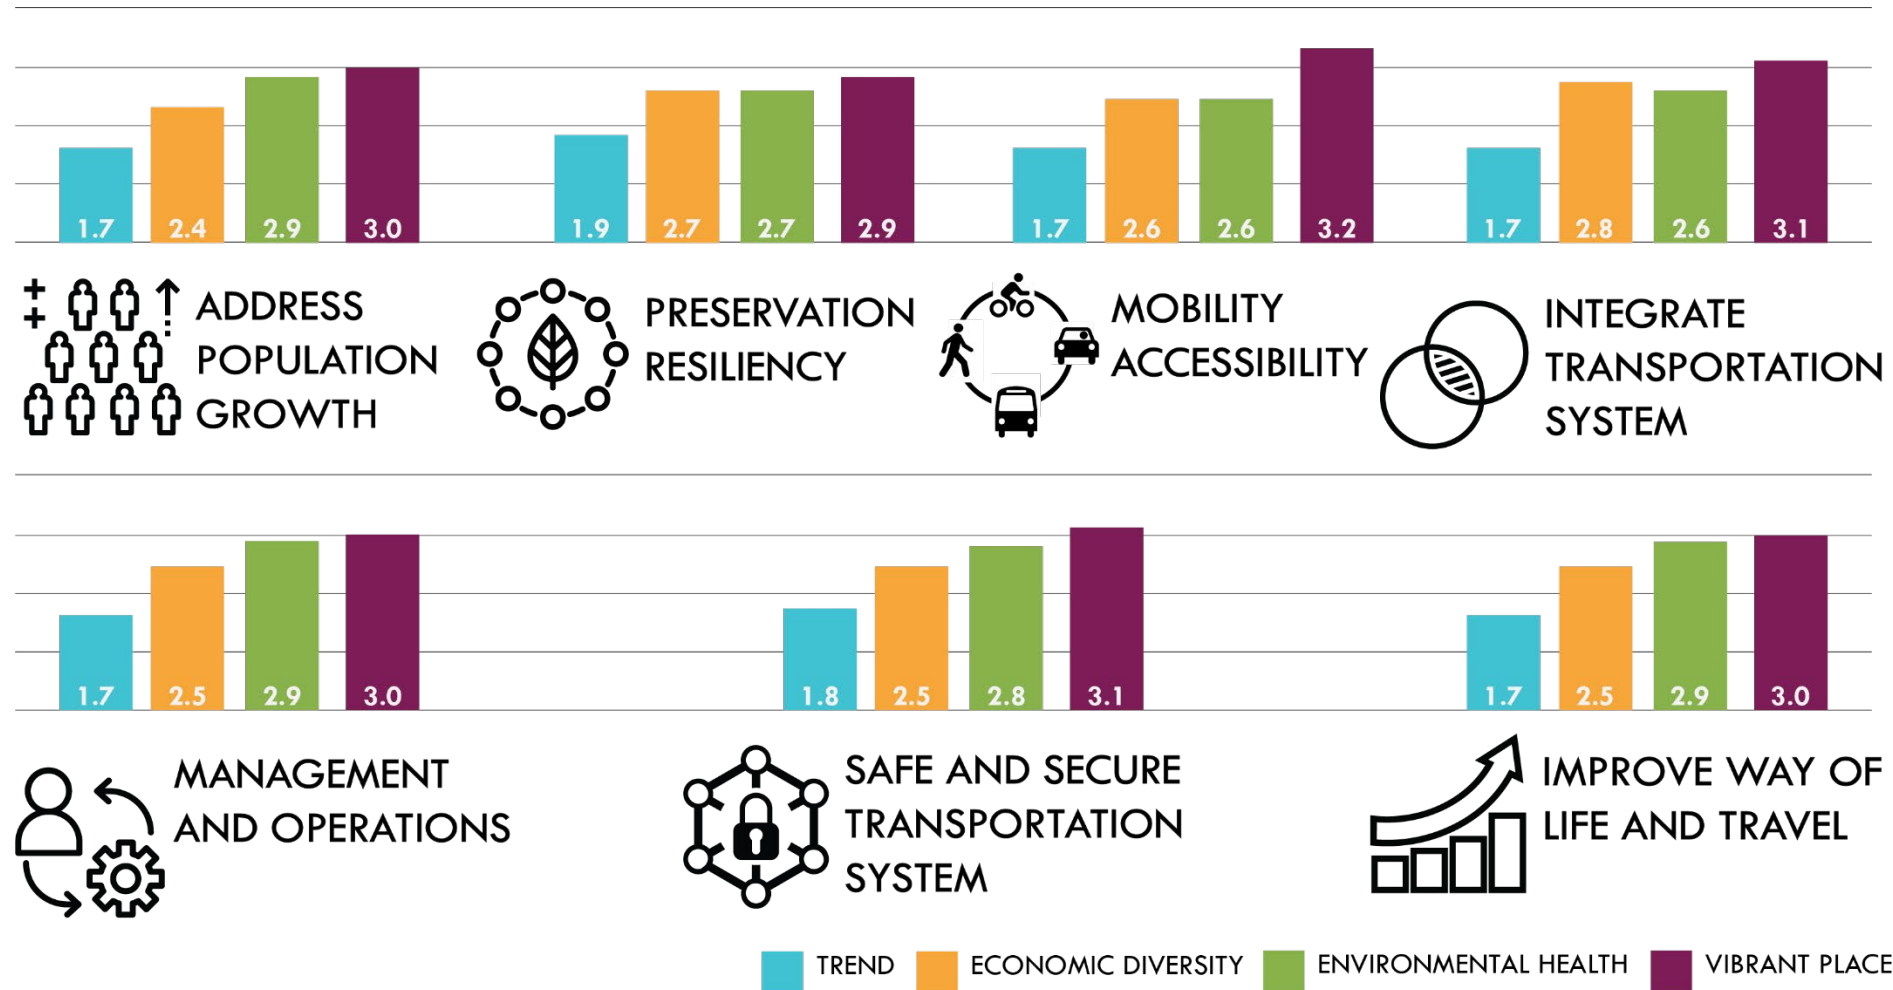 1.7 2.4 2.9 3.0 1.9 2.7 2.7 2.9 1.7 2.6 2.6 3.2 1.7 2.8 2.6 3.1
ADDRESS
POPULATION
GROWTH
PRESERVATION
RESILIENCY
MOBILITY
ACCESSIBILITY
INTEGRATE
TRANSPORTATION
SYSTEM
1.7 2.5 2.9 3.0 1.8 2.5 2.8 3.1 1.7 2.5 2.9 3.0
MANAGEMENT
AND OPERATIONS
SAFE AND SECURE
TRANSPORTATION
SYSTEM
IMPROVE WAY OF
LIFE AND TRAVEL
TREND ECONOMIC DIVERSITY ENVIRONMENTAL HEALTH VIBRANT PLACE